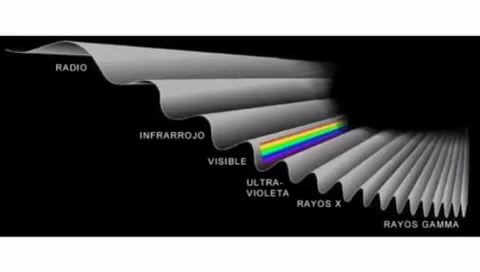 RADIO
INFRARROJO
VISIBLE
ULTRA-
VIOLETA
RAYOS X
RAYOS GAMMA